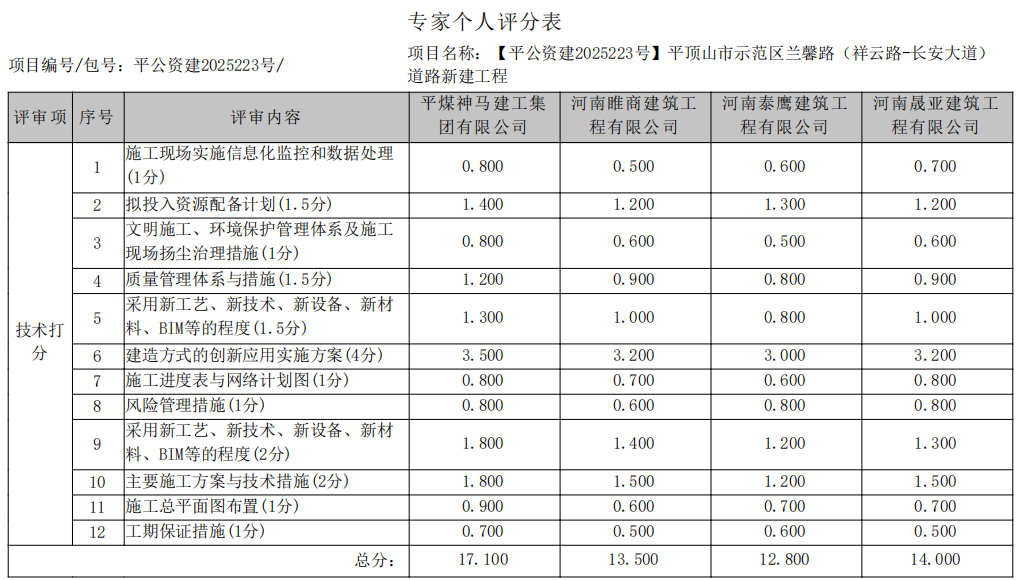 专家个人评分表
项目编号/包号：平公资建2025223号/
项目名称：【平公资建2025223号】平顶山市示范区兰馨路（祥云路-长安大道）
道路新建工程
评审项 序号 评审内容 平煤神马建工集 河南睢商建筑工 河南泰鹰建筑工 河南晟亚建筑工
团有限公司 程有限公司 程有限公司 程有限公司
技术打
分
施工现场实施信息化监控和数据处理
1 (1分) 0.800 0.500 0.600 0.700
2 拟投入资源配备计划(1.5分) 1.400 1.200 1.300 1.200
文明施工、环境保护管理体系及施工
3 现场扬尘治理措施(1分) 0.800 0.600 0.500 0.600
4 质量管理体系与措施(1.5分) 1.200 0.900 0.800 0.900
采用新工艺、新技术、新设备、新材
5 料、BIM等的程度(1.5分) 1.300 1.000 0.800 1.000
6 建造方式的创新应用实施方案(4分) 3.500 3.200 3.000 3.200
7 施工进度表与网络计划图(1分) 0.800 0.700 0.600 0.800
8 风险管理措施(1分) 0.800 0.600 0.800 0.800
采用新工艺、新技术、新设备、新材
9 料、BIM等的程度(2分) 1.800 1.400 1.200 1.300
10 主要施工方案与技术措施(2分) 1.800 1.500 1.200 1.500
11 施工总平面图布置(1分) 0.900 0.600 0.700 0.700
12 工期保证措施(1分) 0.700 0.500 0.600 0.500
总分： 17.100 13.500 12.800 14.000